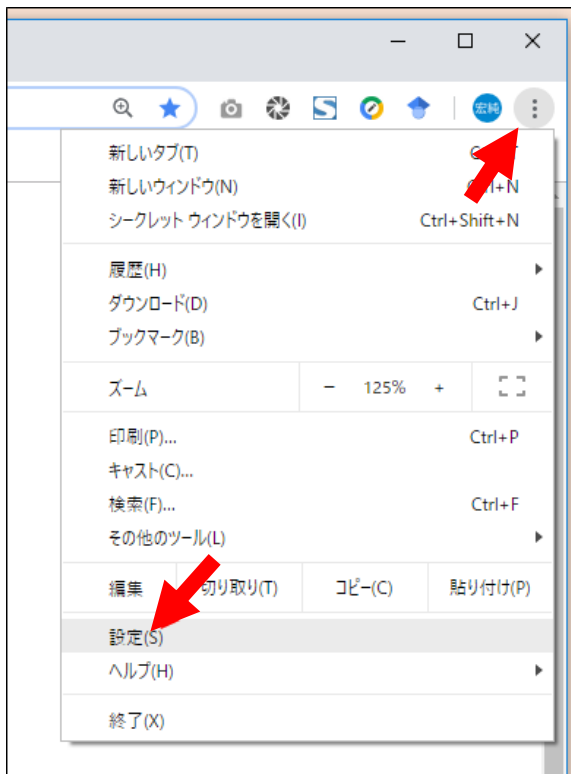 宏純
新しいタブ(T)
新しいウィンドウ(N) Ctrl+N
シークレット ウィンドウを開く(I) Ctrl+Shift+N
履歴(H)
ダウンロード(D) Ctrl+J
ブックマーク(B)
ズーム − 125% +
印刷(P)... Ctrl+P
キャスト(C)...
検索(F)... Ctrl+F
その他のツール(L)
編集 切り取り(T) コピー(C) 貼り付け(P)
設定(S)
ヘルプ(H)
終了(X)